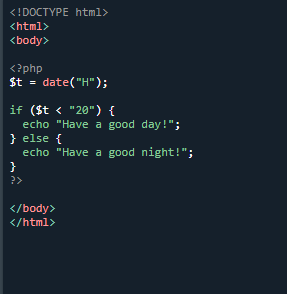 <!DOCTYPE html>
<html>
<body>
<?php
$t = date("H");
if ($t < "20") {
echo "Have a good day!";
} else {
echo "Have a good night!";
}
?>
</body>
</html>